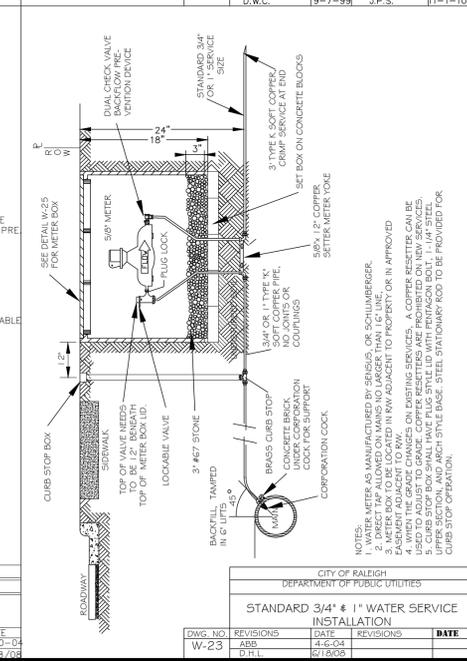 D.W.C.
9-7-99
J.P.S.
STANDARD 3/4"
OR 1" SERVICE
SIZE
DUAL CHECK VALVE
BACKFLOW PRE-
VENTION DEVICE
3' TYPE K SOFT COPPER,
CRIMP SERVICE AT END
24"
18"
3"
R
O
W
SET BOX ON CONCRETE BLOCKS
SEE DETAIL W-25
FOR METER BOX
5/8" METER
FLOW
PLUG LOCK
5/8"x 12" COPPER
SETTER METER YOKE
12"
3/4" OR 1" TYPE "K"
SOFT COPPER PIPE,
NO JOINTS OR
COUPLINGS
CURB STOP BOX
SIDEWALK
TOP OF VALVE NEEDS
TO BE 12" BENEATH
TOP OF METER BOX LID.
LOCKABLE VALVE
3" #67 STONE
BRASS CURB STOP
CONCRETE BRICK
UNDER CORPORATION
COCK FOR SUPPORT
CORPORATION COCK
BACKFILL, TAMPED
IN 6" LIFTS
45°
MAIN
ROADWAY
NOTES:
1. WATER METER AS MANUFACTURED BY SENSUS, OR SCHLUMBERGER.
2. DIRECT TAP ALLOWED ON MAINS NO LARGER THAN 16" LINE.
3. METER BOX TO BE LOCATED IN R/W ADJACENT TO PROPERTY OR IN APPROVED
EASEMENT ADJACENT TO R/W.
4. WHEN THE GRADE CHANGES ON EXISTING SERVICES, A COPPER RESETTER CAN BE
USED TO ADJUST TO GRADE. COPPER RESETTERS ARE PROHIBITED ON NEW SERVICES.
5. CURB STOP BOX SHALL HAVE PLUG STYLE LID WITH PENTAGON BOLT, 1-1/4" STEEL
UPPER SECTION, AND ARCH STYLE BASE. STEEL STATIONARY ROD TO BE PROVIDED FOR
CURB STOP OPERATION.
PRE.
ABLE
CITY OF RALEIGH
DEPARTMENT OF PUBLIC UTILITIES
STANDARD 3/4" & 1" WATER SERVICE
INSTALLATION
DWG. NO. REVISIONS DATE REVISIONS DATE
W-23 ABB 4-6-04
D.H.L. 6/18/08